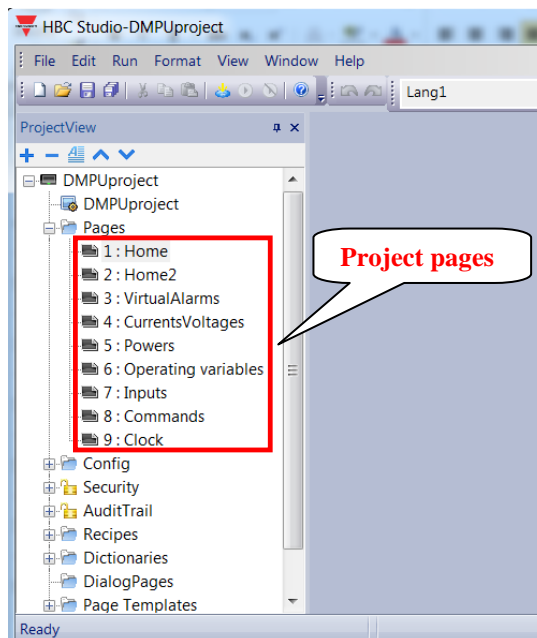 HBC Studio-DMPUproject
File Edit Run Format View Window Help
Lang1
ProjectView
DMPUproject
DMPUproject
Pages
1 : Home
2 : Home2
3 : VirtualAlarms
4 : CurrentsVoltages
5 : Powers
6 : Operating variables
7 : Inputs
8 : Commands
9 : Clock
Project pages
Config
Security
AuditTrail
Recipes
Dictionaries
DialogPages
Page Templates
Ready